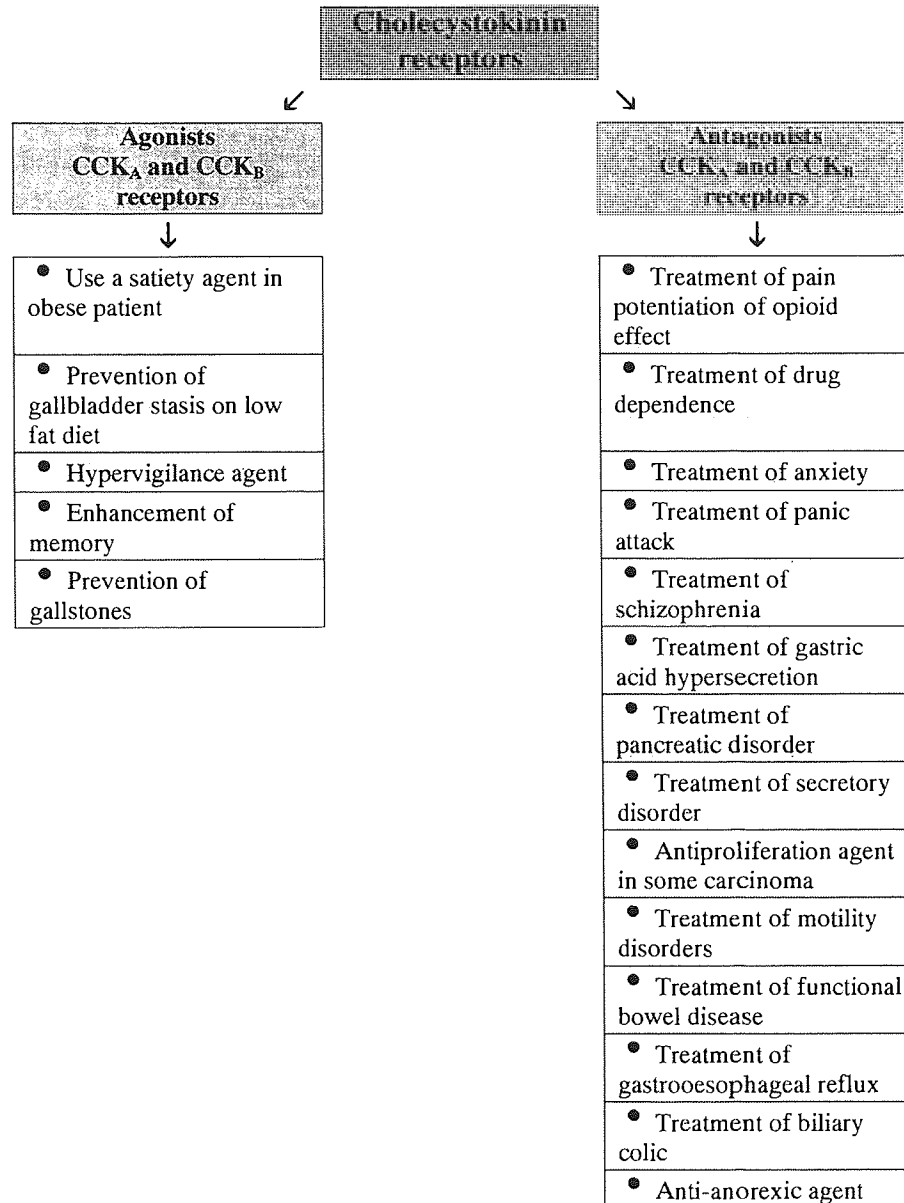 Cholecystokinin
receptors
Agonists
CCK_A and CCK_B
receptors
• Use a satiety agent in
obese patient
• Prevention of
gallbladder stasis on low
fat diet
• Hypervigilance agent
• Enhancement of
memory
• Prevention of
gallstones
Antagonists
CCK_A and CCK_B
receptors
• Treatment of pain
potentiation of opioid
effect
• Treatment of drug
dependence
• Treatment of anxiety
• Treatment of panic
attack
• Treatment of
schizophrenia
• Treatment of gastric
acid hypersecretion
• Treatment of
pancreatic disorder
• Treatment of secretory
disorder
• Antiproliferation agent
in some carcinoma
• Treatment of motility
disorders
• Treatment of functional
bowel disease
• Treatment of
gastrooesophageal reflux
• Treatment of biliary
colic
• Anti-anorexic agent